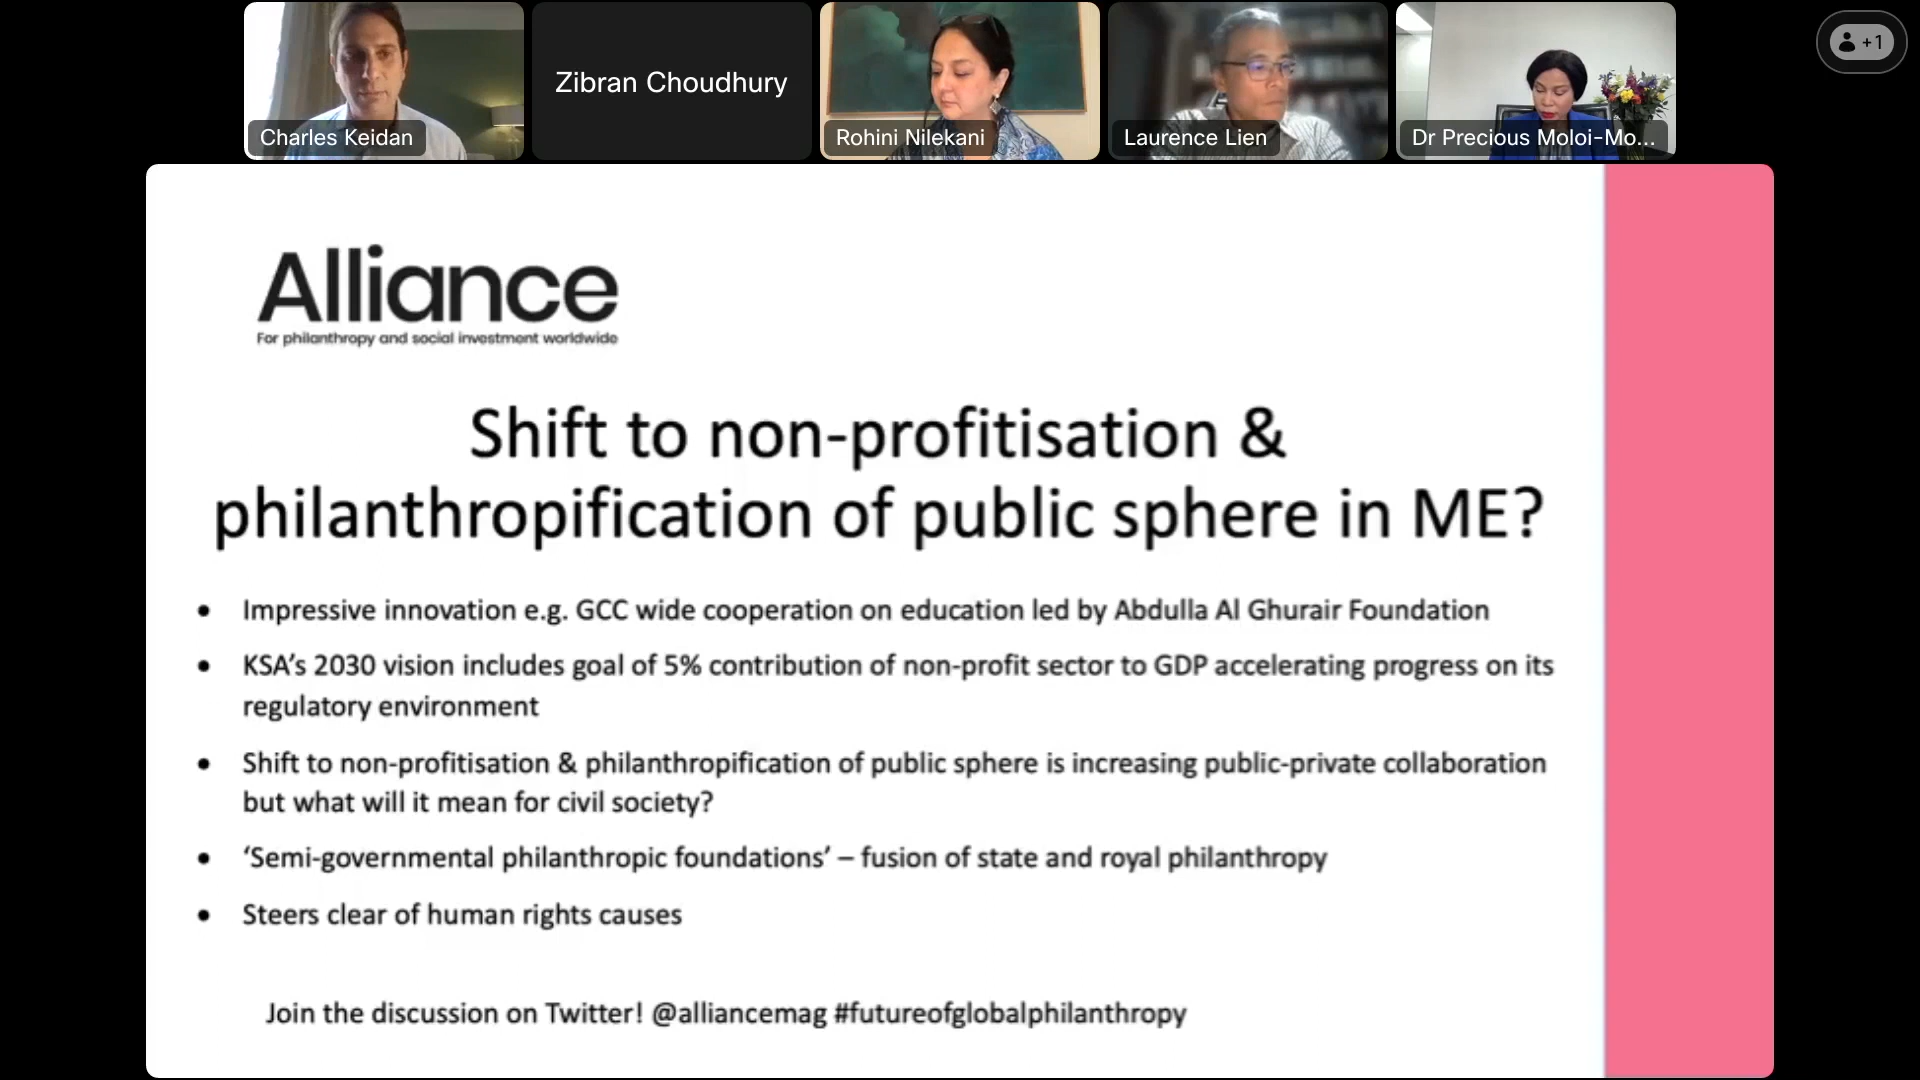 Charles Keidan
Zibran Choudhury
Rohini Nilekani
Laurence Lien
Dr Precious Moloi-Mo...
+1
Alliance
For philanthropy and social investment worldwide
Shift to non-profitisation &
philanthropification of public sphere in ME?
• Impressive innovation e.g. GCC wide cooperation on education led by Abdulla Al Ghurair Foundation
• KSA’s 2030 vision includes goal of 5% contribution of non-profit sector to GDP accelerating progress on its
regulatory environment
• Shift to non-profitisation & philanthropification of public sphere is increasing public-private collaboration
but what will it mean for civil society?
• ‘Semi-governmental philanthropic foundations’ – fusion of state and royal philanthropy
• Steers clear of human rights causes
Join the discussion on Twitter! @alliancemag #futureofglobalphilanthropy